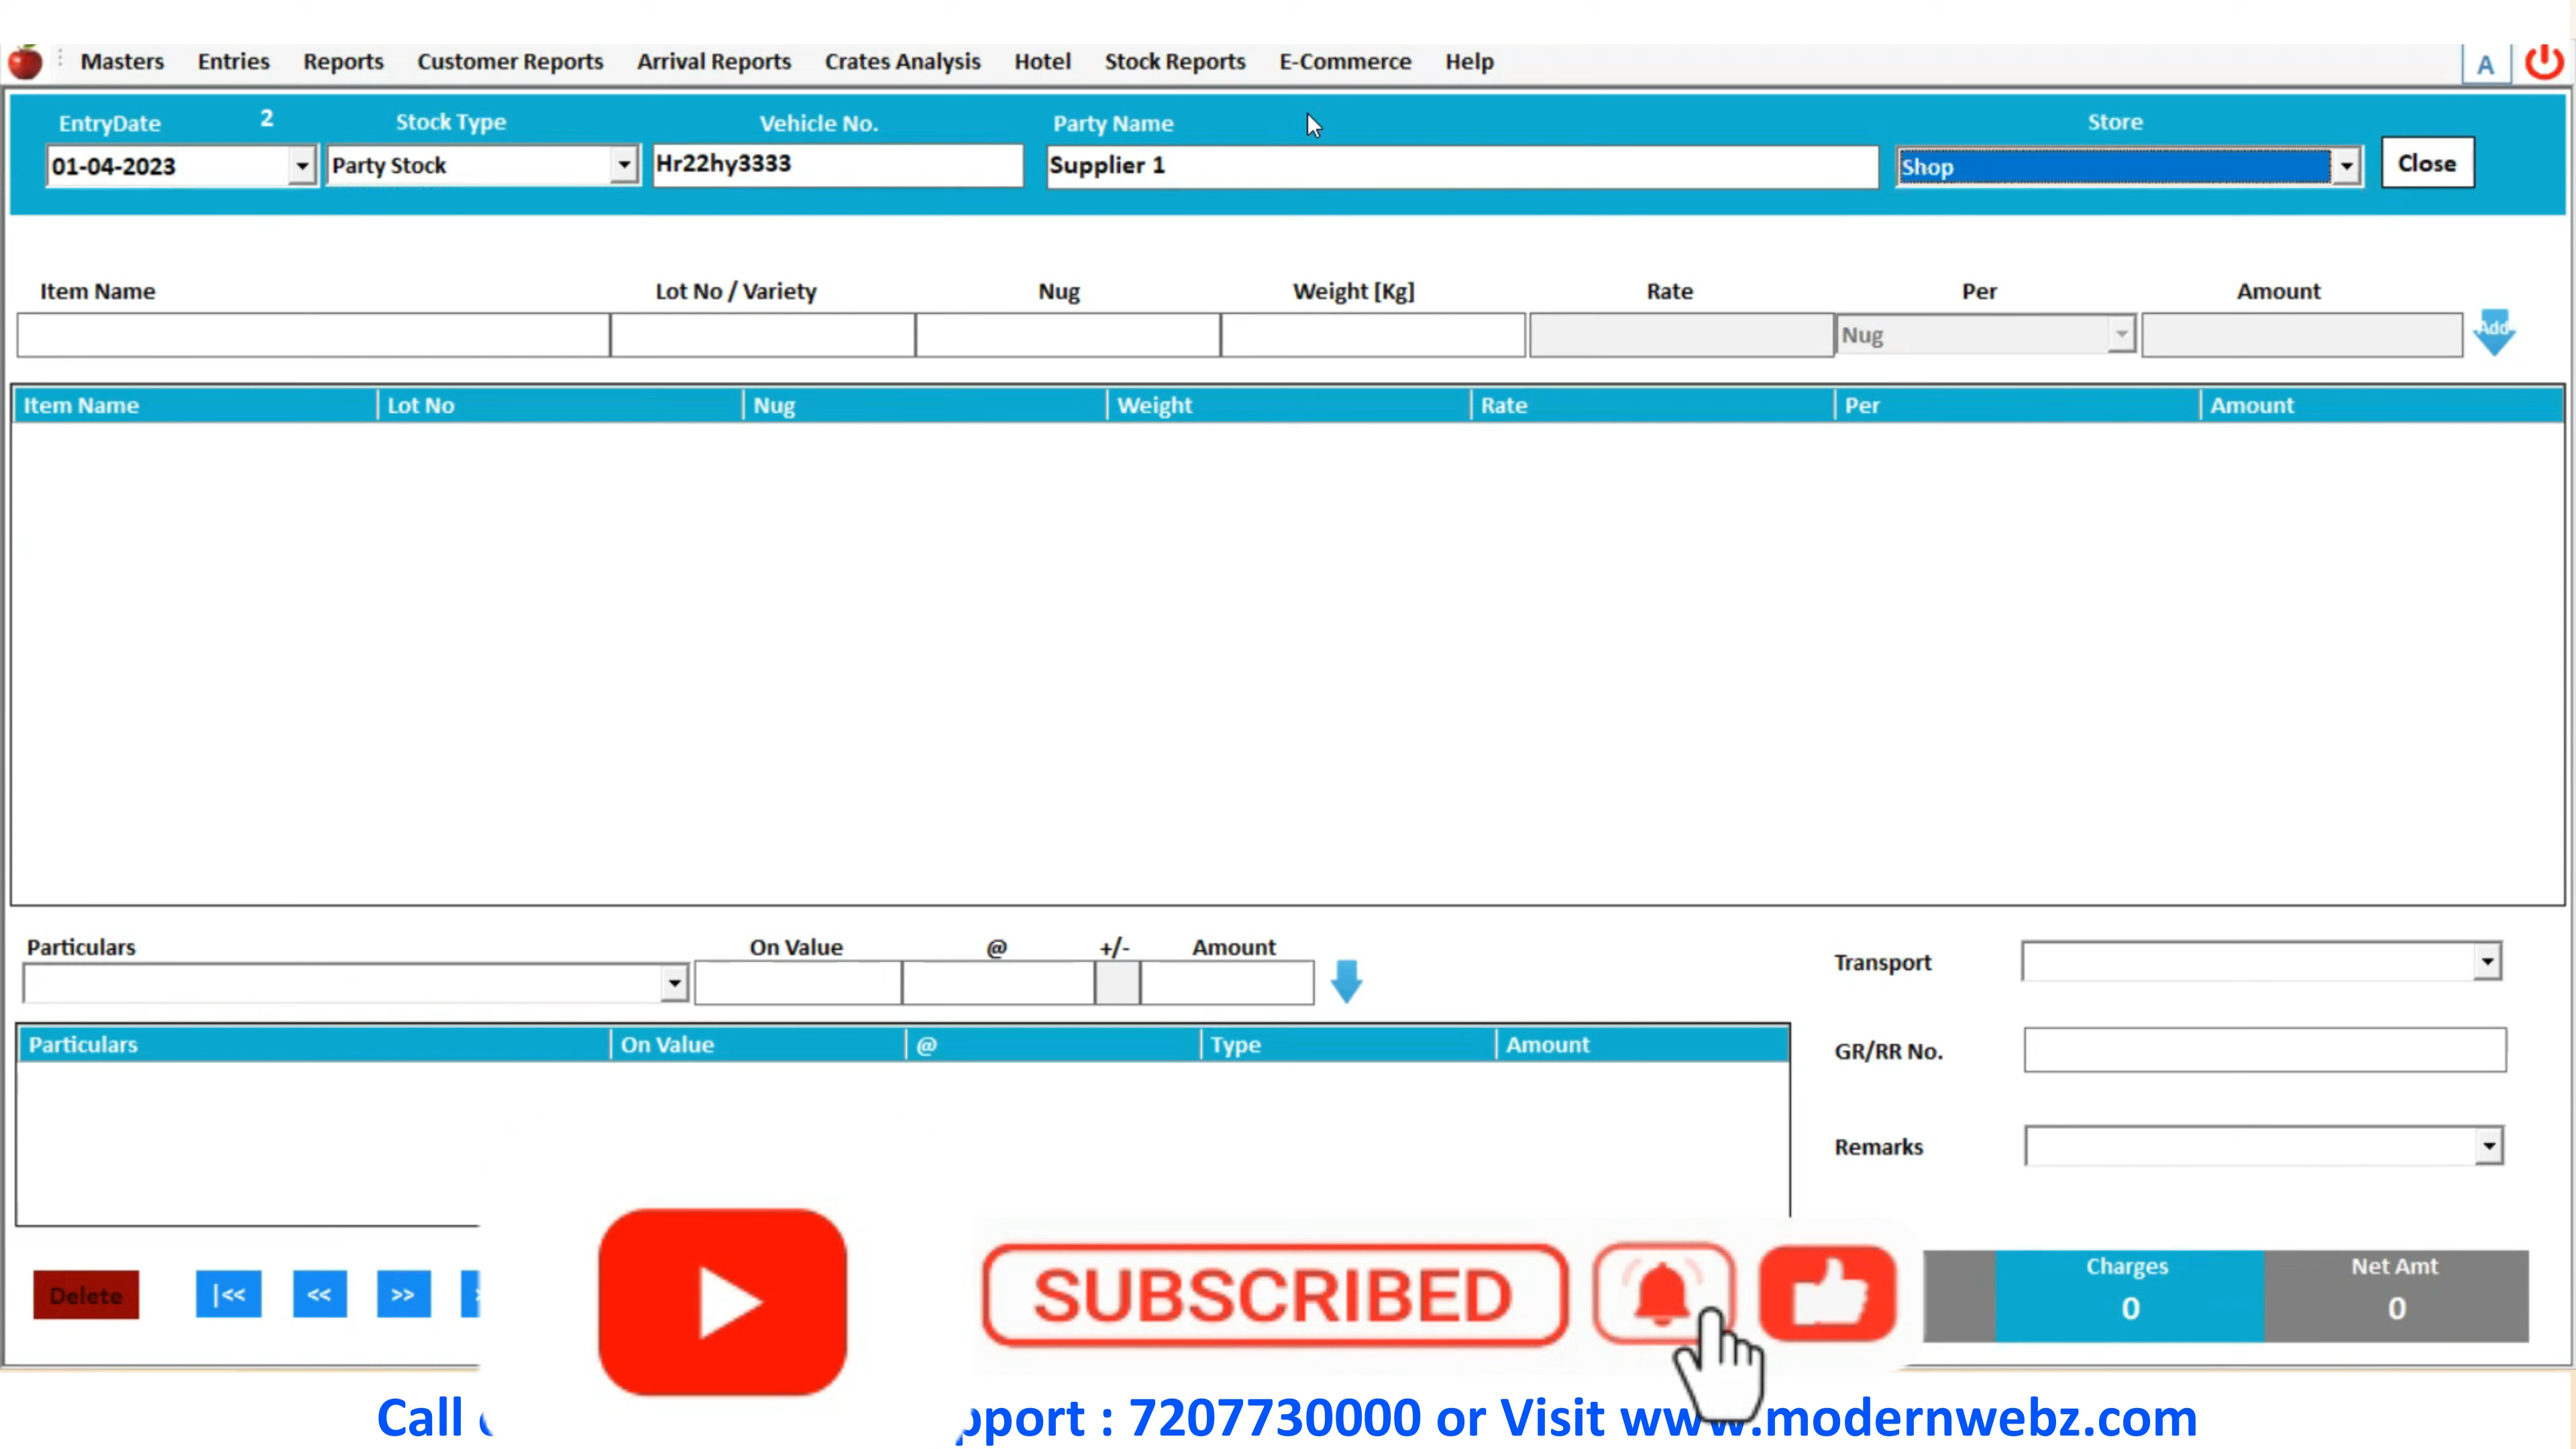 Masters Entries Reports Customer Reports Arrival Reports Crates Analysis Hotel Stock Reports E-Commerce Help A
EntryDate 2 Stock Type Vehicle No. Party Name Store
01-04-2023 Party Stock Hr22hy3333 Supplier 1 Shop Close
Item Name Lot No / Variety Nug Weight [Kg] Rate Per Amount
Nug Add
Item Name Lot No Nug Weight Rate Per Amount
Particulars On Value @ +/- Amount
Transport
Particulars On Value @ Type Amount
GR/RR No.
Remarks
Delete |<< << >>
SUBSCRIBED
Charges Net Amt
0 0
Call : 7207730000 or Visit www.modernwebz.com